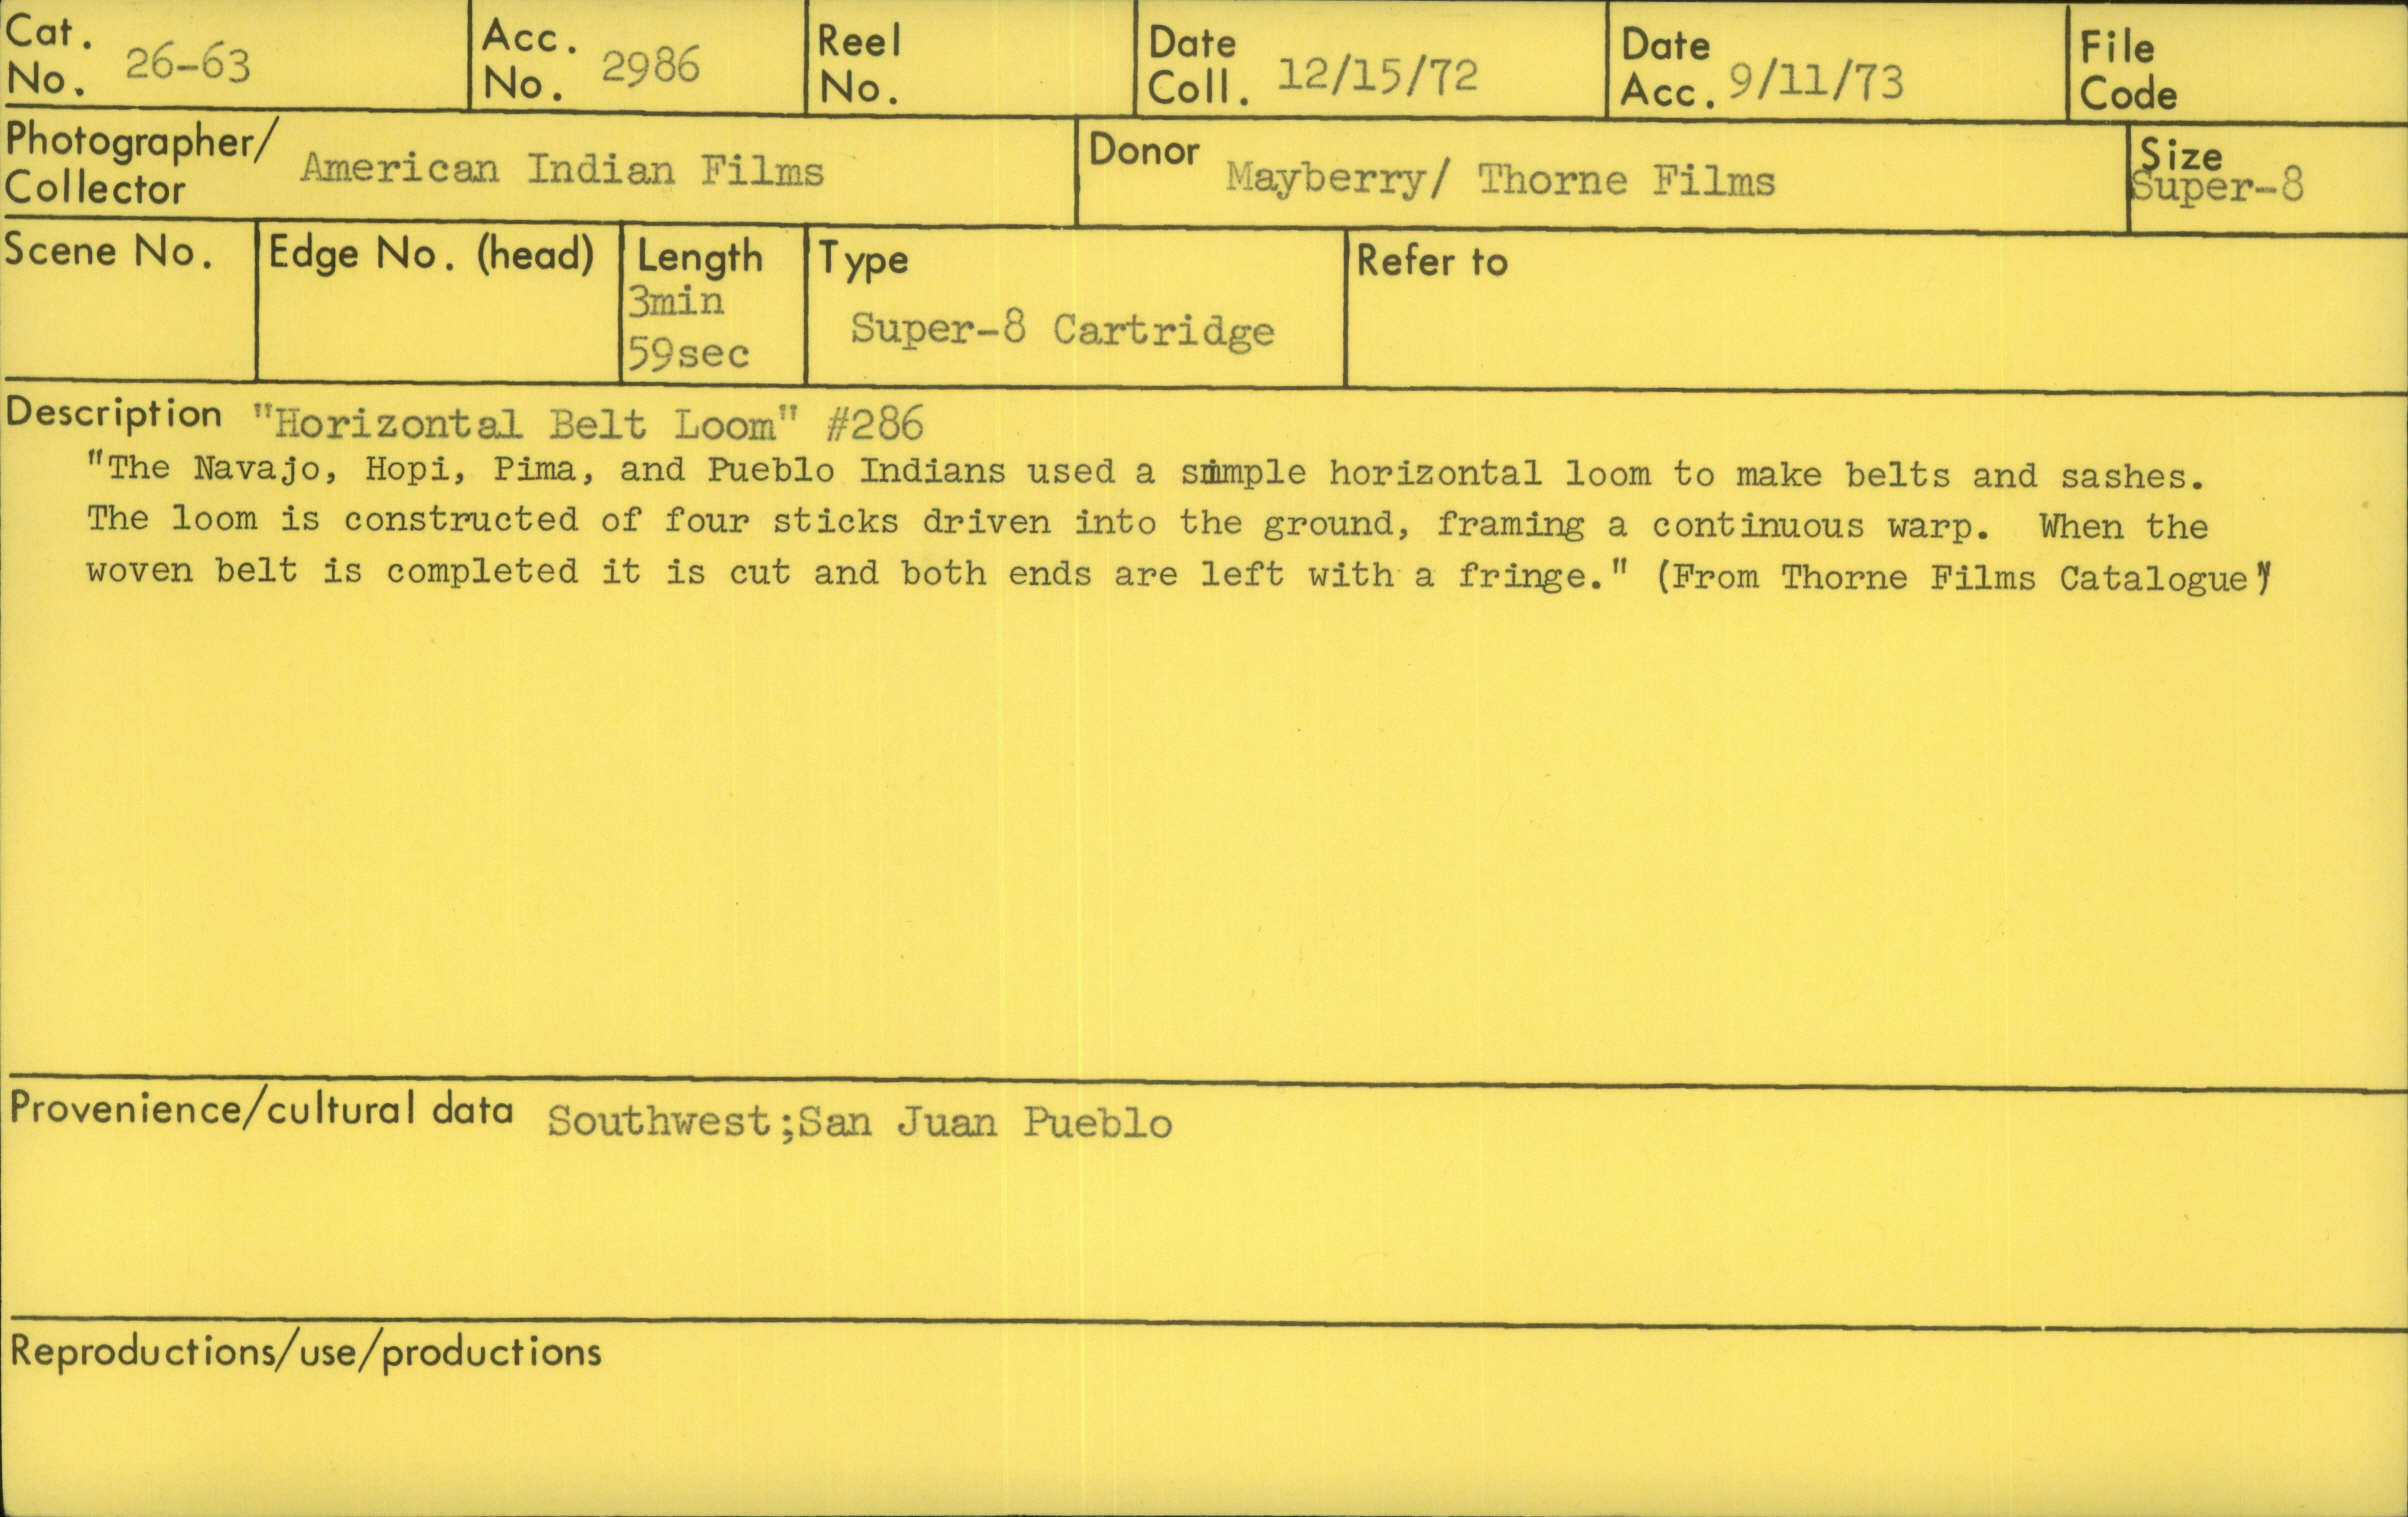 Cat. No. 26-63 Acc. No. 2986 Reel No. Date Coll. 12/15/72 Date Acc. 9/11/73 File Code
Photographer/ Collector American Indian Films Donor Mayberry/ Thorne Films Size Super-8
Scene No. Edge No. (head) Length 3min 59sec Type Super-8 Cartridge Refer to
Description "Horizontal Belt Loom" #286
"The Navajo, Hopi, Pima, and Pueblo Indians used a simple horizontal loom to make belts and sashes.
The loom is constructed of four sticks driven into the ground, framing a continuous warp. When the
woven belt is completed it is cut and both ends are left with a fringe." (From Thorne Films Catalogue)
Provenience/cultural data Southwest;San Juan Pueblo
Reproductions/use/productions